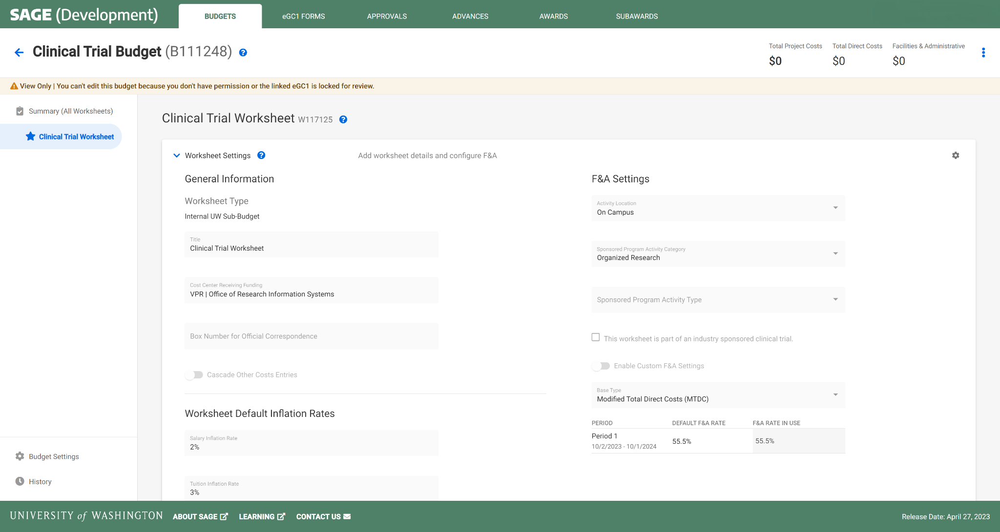 SAGE (Development)
BUDGETS
eGC1 FORMS
APPROVALS
ADVANCES
AWARDS
SUBAWARDS
Clinical Trial Budget (B111248)
Total Project Costs
$0
Total Direct Costs
$0
Facilities & Administrative
$0
View Only | You can't edit this budget because you don't have permission or the linked eGC1 is locked for review.
Summary (All Worksheets)
Clinical Trial Worksheet
Budget Settings
History
Clinical Trial Worksheet W117125
Worksheet Settings
Add worksheet details and configure F&A
General Information
Worksheet Type
Internal UW Sub-Budget
Title
Clinical Trial Worksheet
Cost Center Receiving Funding
VPR | Office of Research Information Systems
Box Number for Official Correspondence
Cascade Other Costs Entries
Worksheet Default Inflation Rates
Salary Inflation Rate
2%
Tuition Inflation Rate
3%
F&A Settings
Activity Location
On Campus
Sponsored Program Activity Category
Organized Research
Sponsored Program Activity Type
This worksheet is part of an industry sponsored clinical trial.
Enable Custom F&A Settings
Base Type
Modified Total Direct Costs (MTDC)
PERIOD DEFAULT F&A RATE F&A RATE IN USE
Period 1
10/2/2023 - 10/1/2024
55.5%
55.5%
UNIVERSITY of WASHINGTON
ABOUT SAGE
LEARNING
CONTACT US
Release Date: April 27, 2023